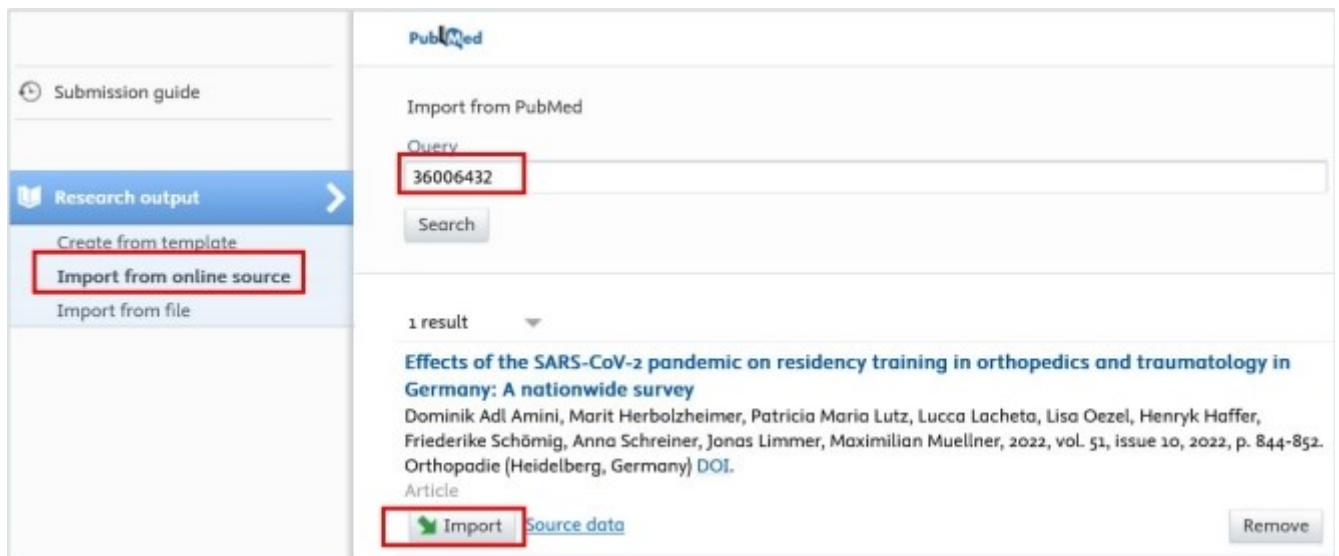 Submission guide
Research output
Create from template
Import from online source
Import from file
PubMed
Import from PubMed
Query
36006432
Search
1 result
Effects of the SARS-CoV-2 pandemic on residency training in orthopedics and traumatology in
Germany: A nationwide survey
Dominik Adl Amini, Marit Herbolzheimer, Patricia Maria Lutz, Lucca Lacheta, Lisa Oezel, Henryk Haffer,
Friederike Schömig, Anna Schreiner, Jonas Limmer, Maximilian Muellner, 2022, vol. 51, issue 10, 2022, p. 844-852.
Orthopadie (Heidelberg, Germany) DOI.
Article
Import Source data Remove